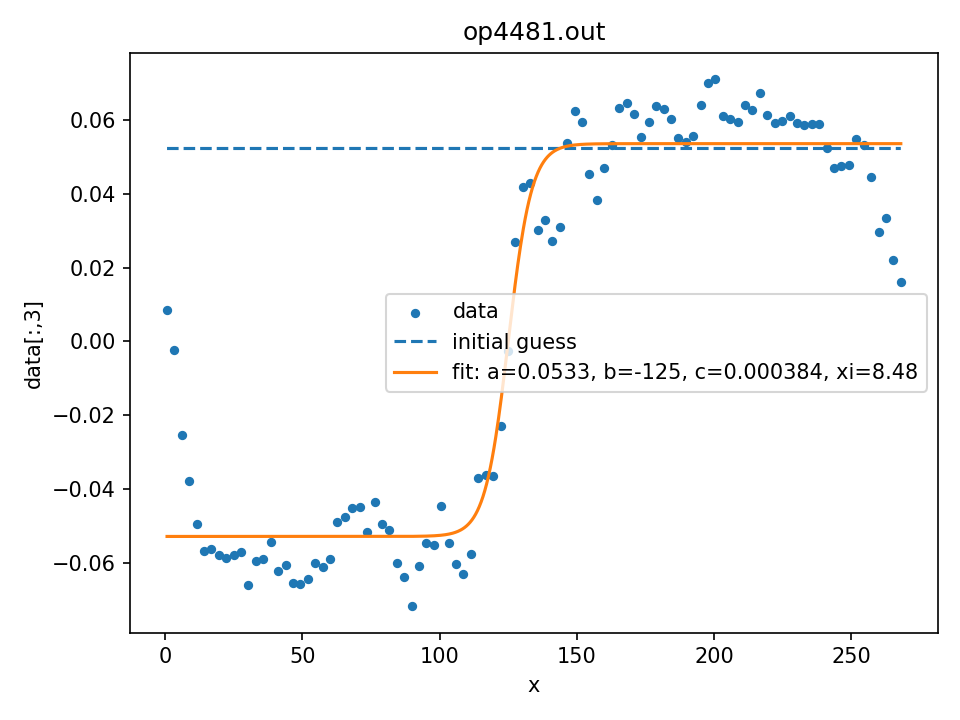 op4481.out
data[:,3]
0.06
0.04
0.02
0.00
−0.02
−0.04
−0.06
data
initial guess
fit: a=0.0533, b=-125, c=0.000384, xi=8.48
0 50 100 150 200 250
x